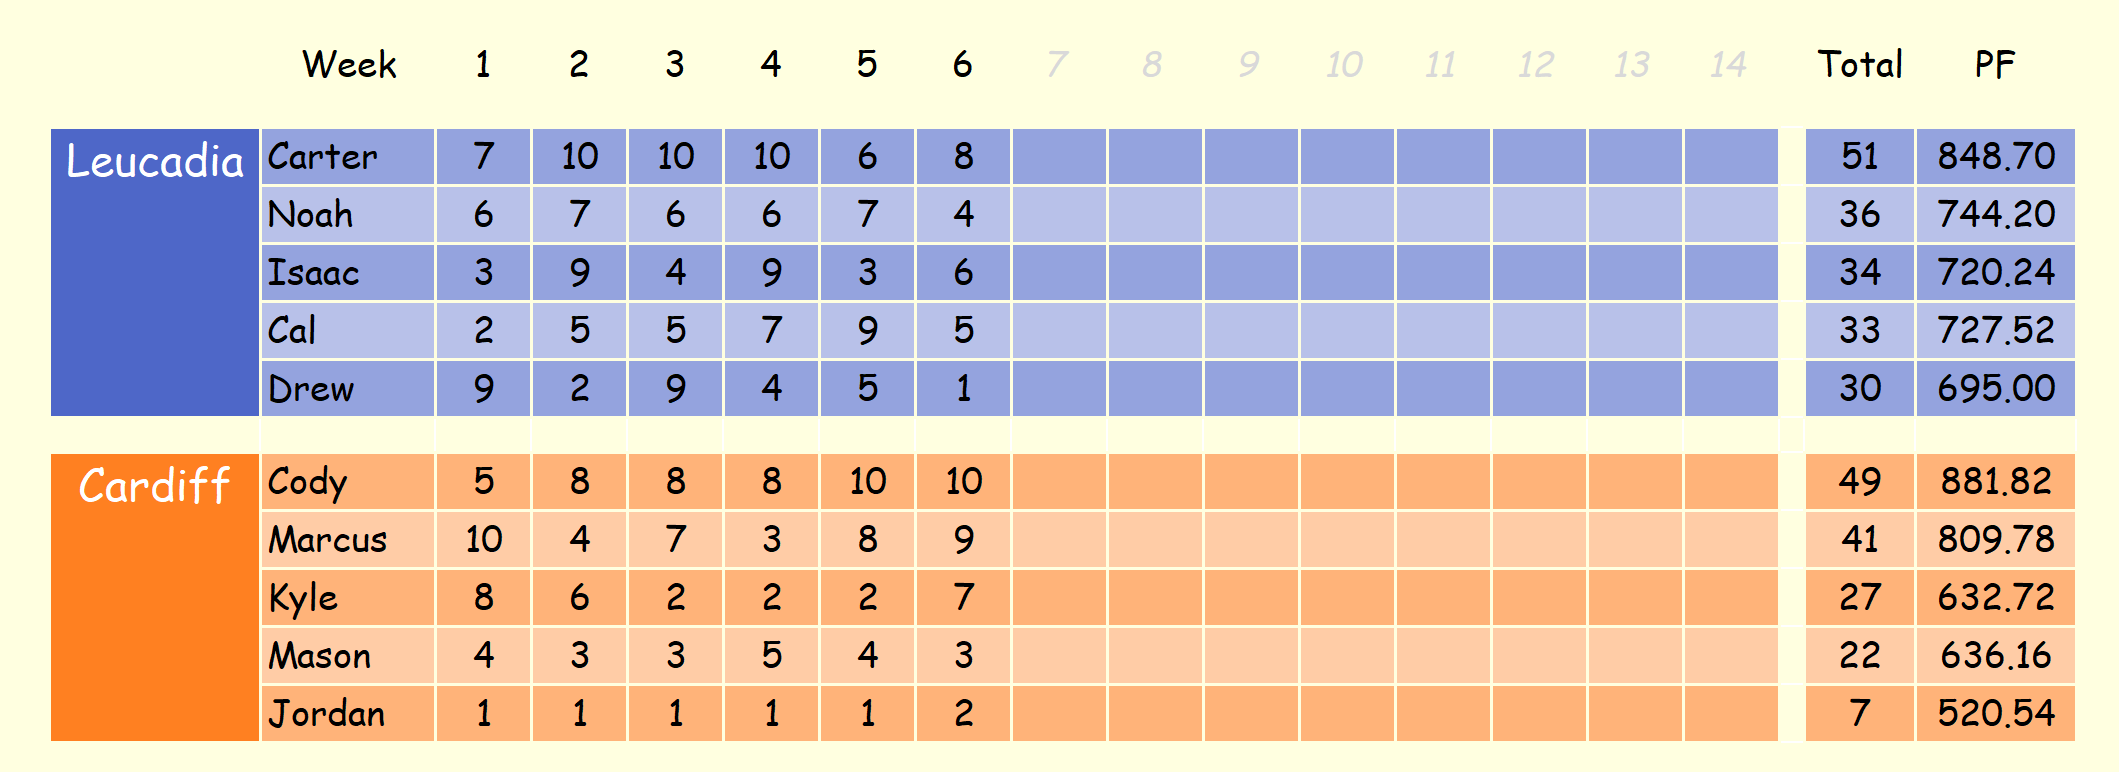 Week 1 2 3 4 5 6 7 8 9 10 11 12 13 14 Total PF
Leucadia Carter 7 10 10 10 6 8 51 848.70
Noah 6 7 6 6 7 4 36 744.20
Isaac 3 9 4 9 3 6 34 720.24
Cal 2 5 5 7 9 5 33 727.52
Drew 9 2 9 4 5 1 30 695.00
Cardiff Cody 5 8 8 8 10 10 49 881.82
Marcus 10 4 7 3 8 9 41 809.78
Kyle 8 6 2 2 2 7 27 632.72
Mason 4 3 3 5 4 3 22 636.16
Jordan 1 1 1 1 1 2 7 520.54